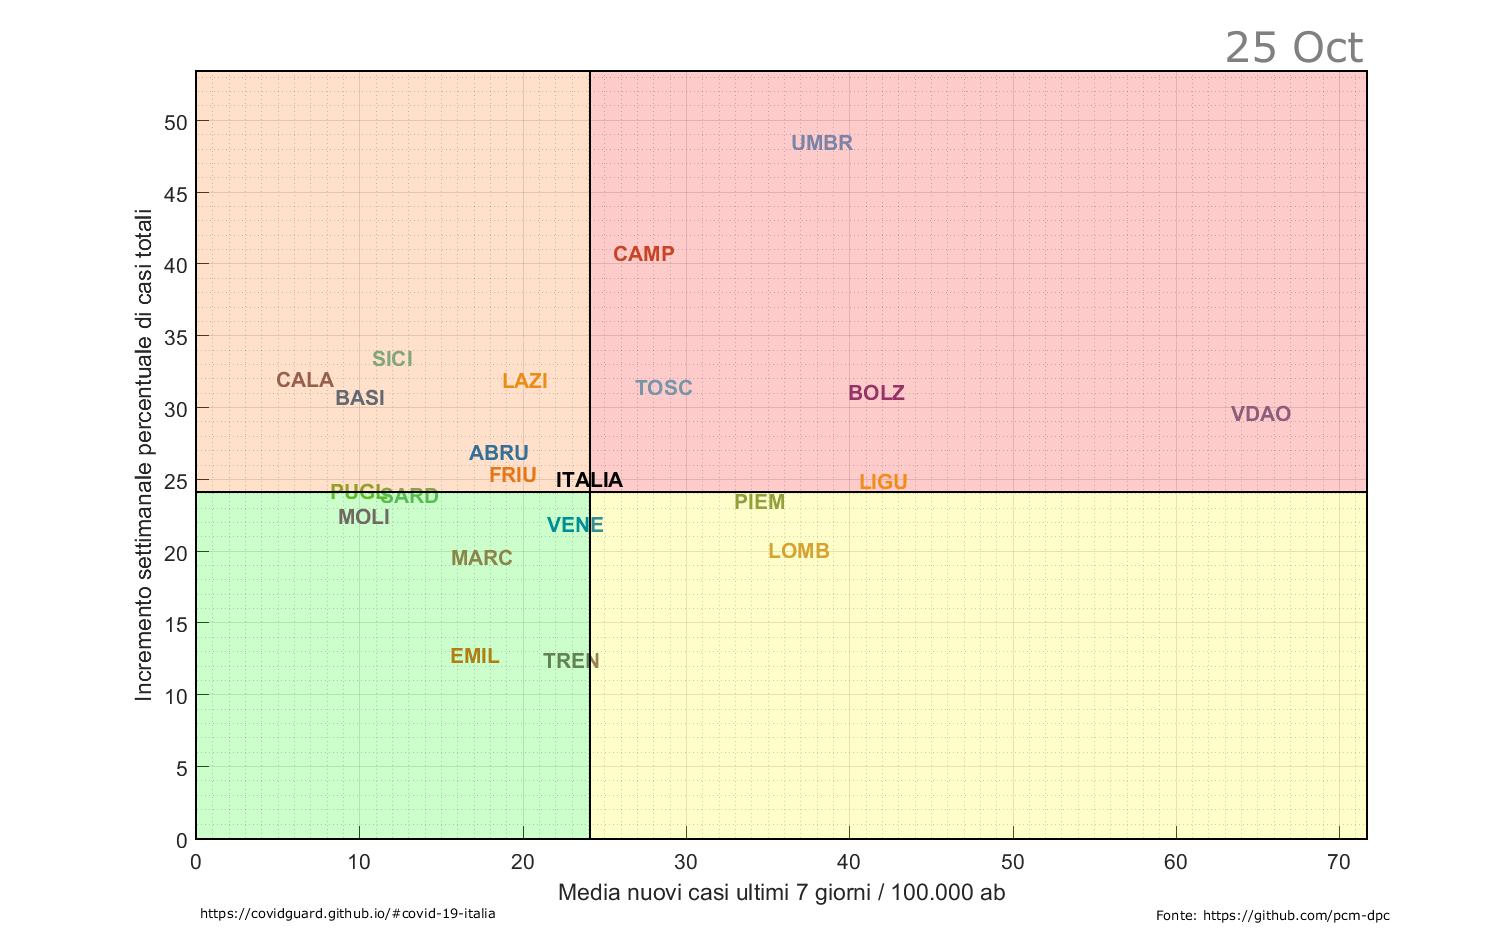 25 Oct
Incremento settimanale percentuale di casi totali
50
45
40
35
30
25
20
15
10
5
0
UMBR
CAMP
SICI
CALA
LAZI
BASI
TOSC
BOLZ
VDAO
ABRU
FRIU
ITALIA
LIGU
PUGL
SARD
PIEM
MOLI
VENE
MARC
LOMB
EMIL
TREN
0 10 20 30 40 50 60 70
Media nuovi casi ultimi 7 giorni / 100.000 ab
https://covidguard.github.io/#covid-19-italia
Fonte: https://github.com/pcm-dpc